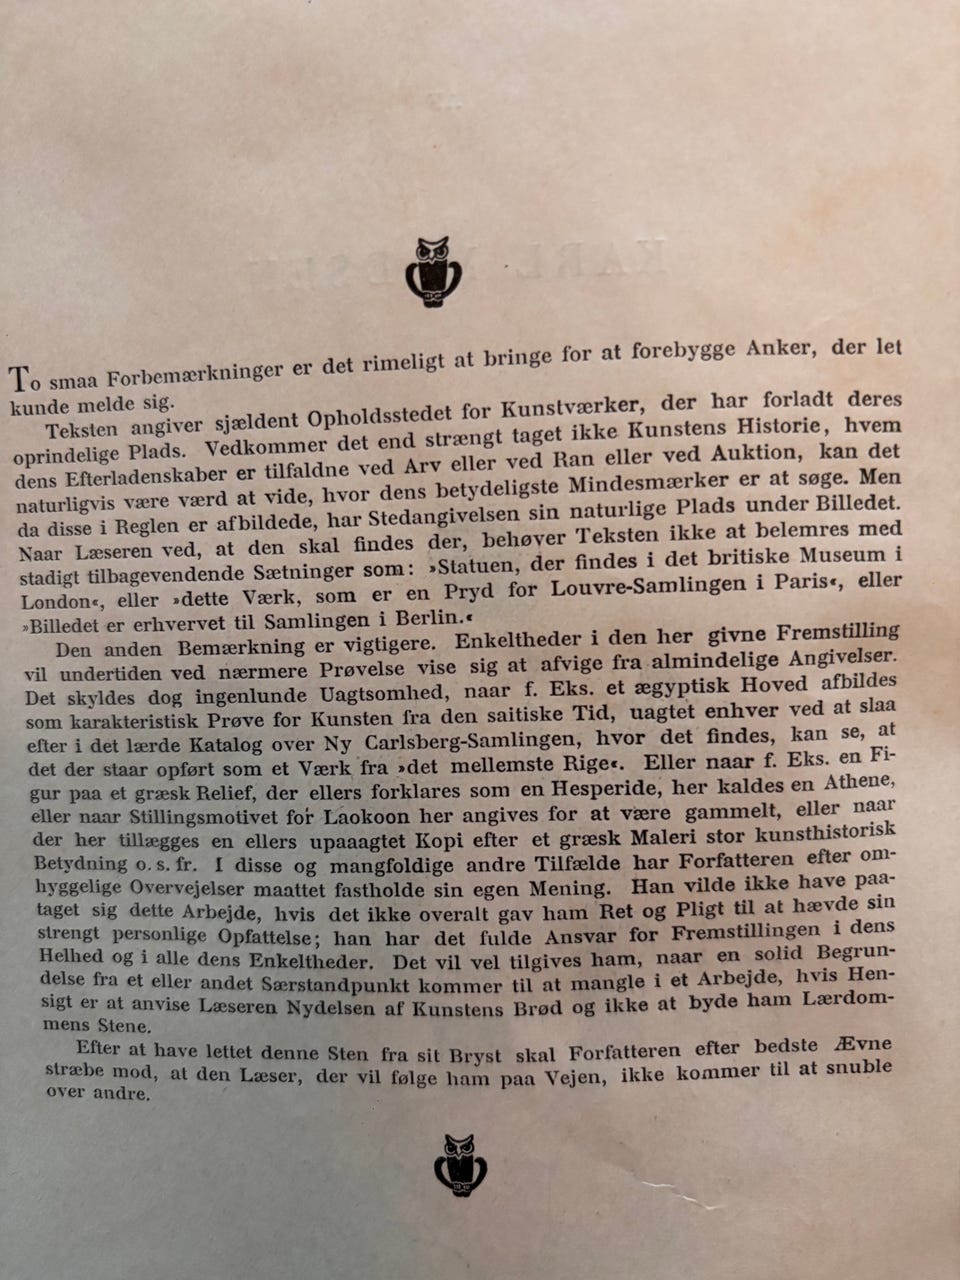 To smaa Forbemærkninger er det rimeligt at bringe for at forebygge Anker, der let
kunde melde sig.
Teksten angiver sjældent Opholdsstedet for Kunstværker, der har forladt deres
oprindelige Plads. Vedkommer det end strængt taget ikke Kunstens Historie, hvem
dens Efterladenskaber er tilfaldne ved Arv eller ved Ran eller ved Auktion, kan det
naturligvis være værd at vide, hvor dens betydeligste Mindesmærker er at søge. Men
da disse i Reglen er afbildede, har Stedangivelsen sin naturlige Plads under Billedet.
Naar Læseren ved, at den skal findes der, behøver Teksten ikke at belemres med
stadigt tilbagevendende Sætninger som: »Statuen, der findes i det britiske Museum i
London«, eller »dette Værk, som er en Pryd for Louvre-Samlingen i Paris«, eller
»Billedet er erhvervet til Samlingen i Berlin.«
Den anden Bemærkning er vigtigere. Enkeltheder i den her givne Fremstilling
vil undertiden ved nærmere Prøvelse vise sig at afvige fra almindelige Angivelser.
Det skyldes dog ingenlunde Uagtsomhed, naar f. Eks. et ægyptisk Hoved afbildes
som karakteristisk Prøve for Kunsten fra den saitiske Tid, uagtet enhver ved at slaa
efter i det lærde Katalog over Ny Carlsberg-Samlingen, hvor det findes, kan se, at
det der staar opført som et Værk fra »det mellemste Rige«. Eller naar f. Eks. en Fi-
gur paa et græsk Relief, der ellers forklares som en Hesperide, her kaldes en Athene,
eller naar Stillingsmotivet for Laokoon her angives for at være gammelt, eller naar
der her tillægges en ellers upaaagtet Kopi efter et græsk Maleri stor kunsthistorisk
Betydning o. s. fr. I disse og mangfoldige andre Tilfælde har Forfatteren efter om-
hyggelige Overvejelser maattet fastholde sin egen Mening. Han vilde ikke have paa-
taget sig dette Arbejde, hvis det ikke overalt gav ham Ret og Pligt til at hævde sin
strengt personlige Opfattelse; han har det fulde Ansvar for Fremstillingen i dens
Helhed og i alle dens Enkeltheder. Det vil vel tilgives ham, naar en solid Begrun-
delse fra et eller andet Særstandpunkt kommer til at mangle i et Arbejde, hvis Hen-
sigt er at anvise Læseren Nydelsen af Kunstens Brød og ikke at byde ham Lærdom-
mens Stene.
Efter at have lettet denne Sten fra sit Bryst skal Forfatteren efter bedste Ævne
stræbe mod, at den Læser, der vil følge ham paa Vejen, ikke kommer til at snuble
over andre.